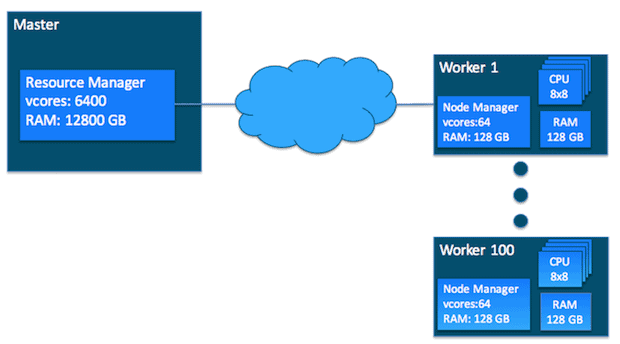 Master
Resource Manager
vcores: 6400
RAM: 12800 GB
Worker 1
CPU
8x8
Node Manager
vcores:64
RAM: 128 GB
RAM
128 GB
Worker 100
CPU
8x8
Node Manager
vcores:64
RAM: 128 GB
RAM
128 GB